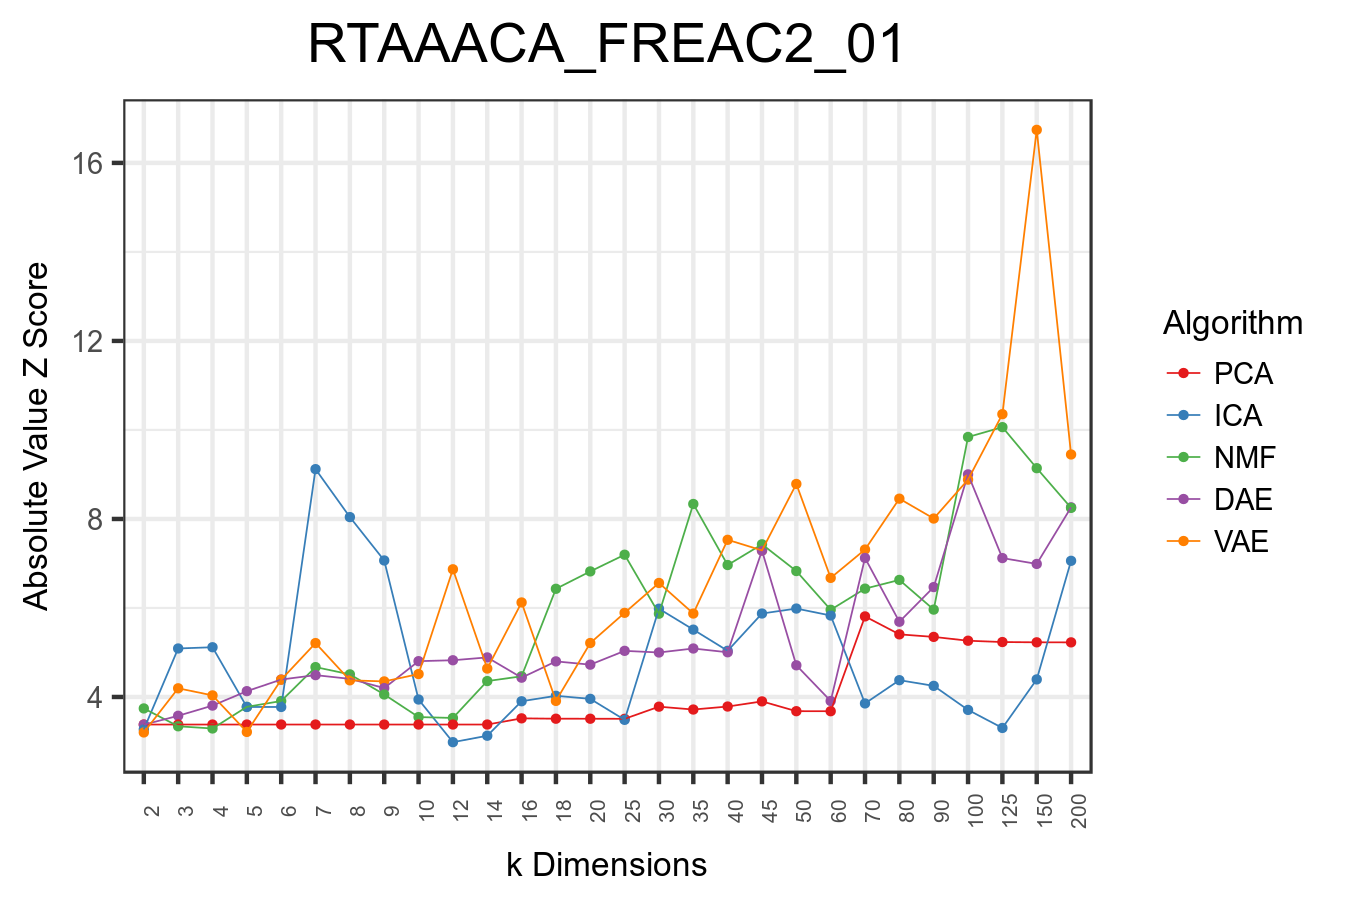 RTAAACA_FREAC2_01
Absolute Value Z Score
16
12
8
4
2 3 4 5 6 7 8 9 10 12 14 16 18 20 25 30 35 40 45 50 60 70 80 90 100 125 150 200
k Dimensions
Algorithm
PCA
ICA
NMF
DAE
VAE